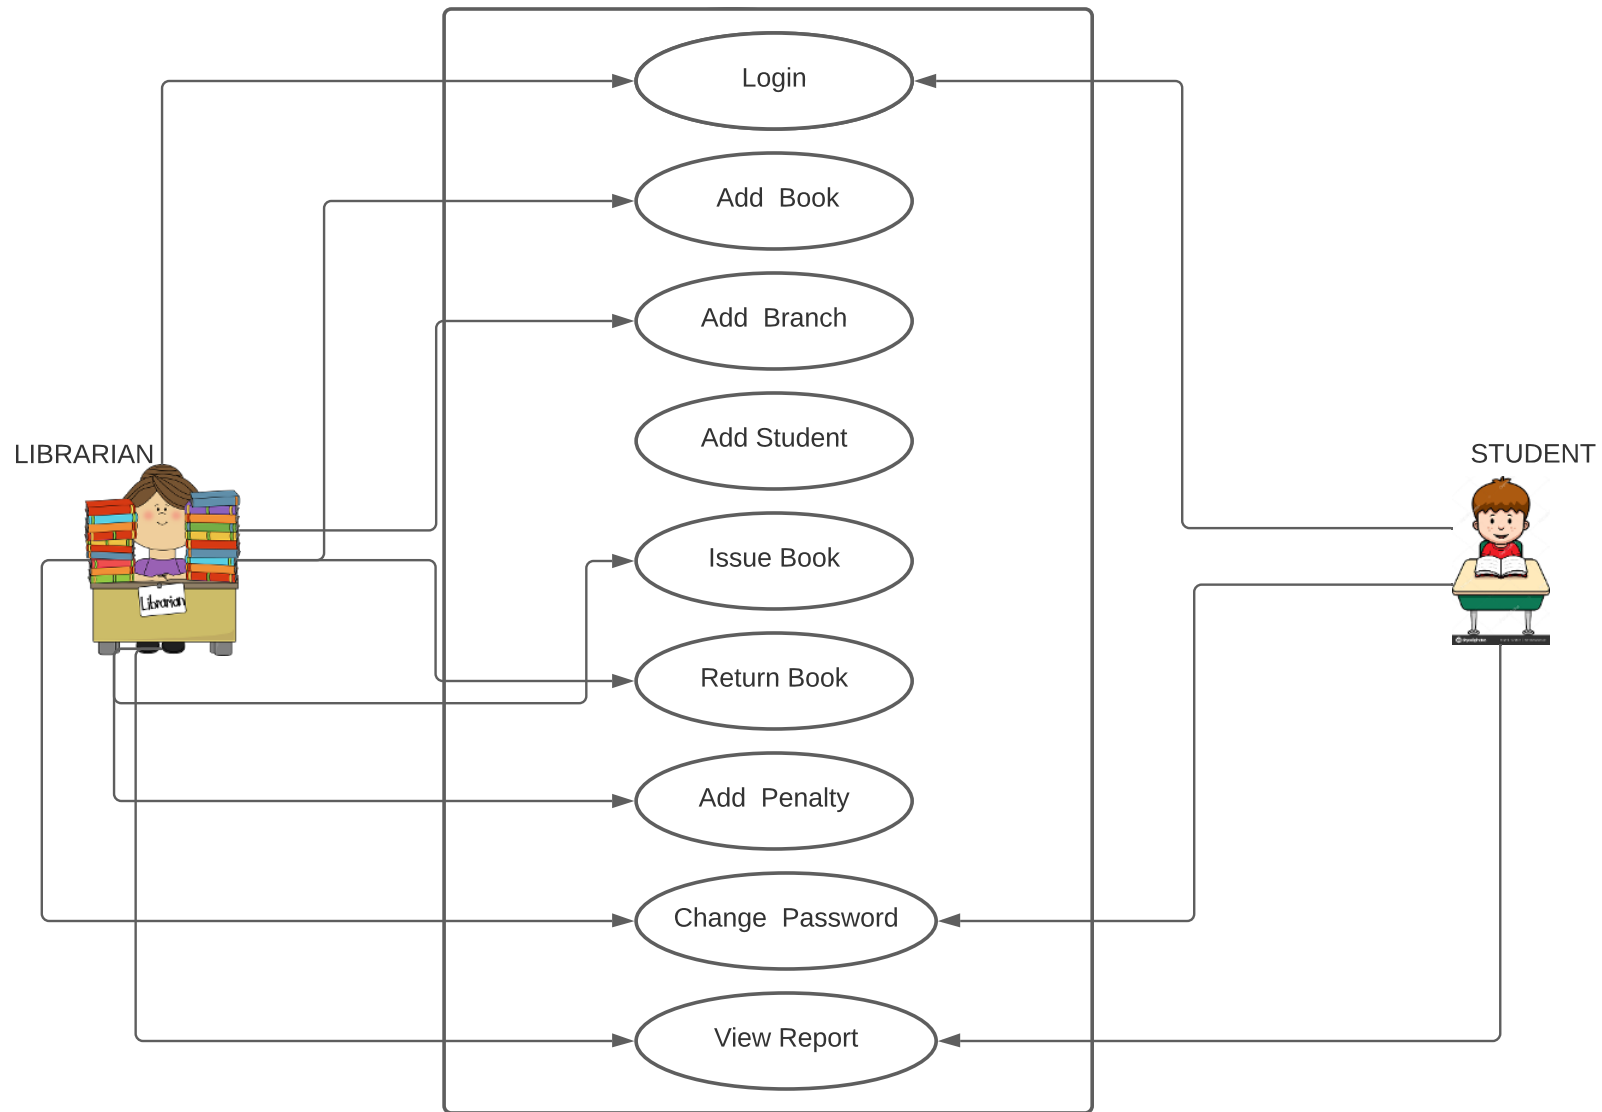 Login
Add Book
Add Branch
Add Student
LIBRARIAN
STUDENT
Issue Book
Librarian
Return Book
Add Penalty
Change Password
View Report